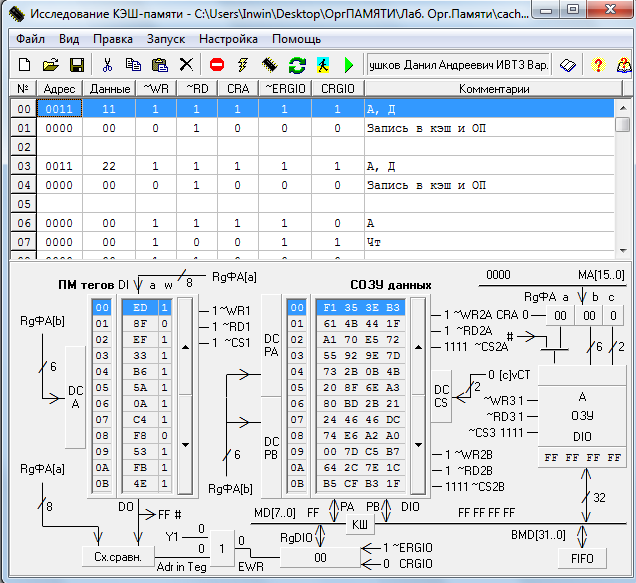 Исследование КЭШ-памяти - C:\Users\Inwin\Desktop\ОргПАМЯТИ\Лаб. Орг.Памяти\cach...
Файл Вид Правка Запуск Настройка Помощь
ушков Данил Андреевич ИВТЗ Вар.
№ Адрес Данные ~WR ~RD CRA ~ERGIO CRGIO Комментарии
00 0011 11 1 1 1 1 1 А, Д
01 0000 00 0 1 0 0 0 Запись в кэш и ОП
02
03 0011 22 1 1 1 1 1 А, Д
04 0000 00 0 1 0 0 0 Запись в кэш и ОП
05
06 0000 00 1 1 1 1 0 А
07 0000 00 1 0 0 1 1 Чт
ПМ тегов DI a w 8 RgФА[a] СОЗУ данных 0000 MA[15..0]
RgФА a b c
RgФА[b] 00 ED 1 1 ~WR1 DC PA 00 F1 35 3E B3 1 ~WR2A CRA 0 00 00 0
01 8F 0 1 ~RD1 01 61 4B 44 1F 1 ~RD2A #
02 EF 1 1 ~CS1 02 A1 70 E5 72 1111 ~CS2A 6 2
6 03 33 1 03 55 92 9E 7D
DC A 04 B6 1 04 73 2B 0B 4B DC CS 0 [c]vCT 2 А
05 5A 1 05 20 8F 6E A3 ОЗУ
06 0A 1 06 80 BD 2B 21 ~WR3 1
07 C4 1 DC PB 07 24 46 46 DC ~RD3 1 DIO
08 F8 0 08 74 E6 A2 A0 ~CS3 1111
09 53 1 6 09 00 7D C5 B7 1 ~WR2B FF FF FF FF
RgФА[a] 0A FB 1 0A 64 2C 7E 1C 1 ~RD2B
0B 4E 1 RgФА[b] 0B B5 CF B3 1F 1111 ~CS2B
8 DO FF # MD[7..0] FF PA PB DIO FF FF FF FF 32
Y1 0 КШ BMD[31..0]
Сх.сравн. 0 1 0 RgDIO 00 1 ~ERGIO FIFO
Adr in Teg EWR 0 CRGIO